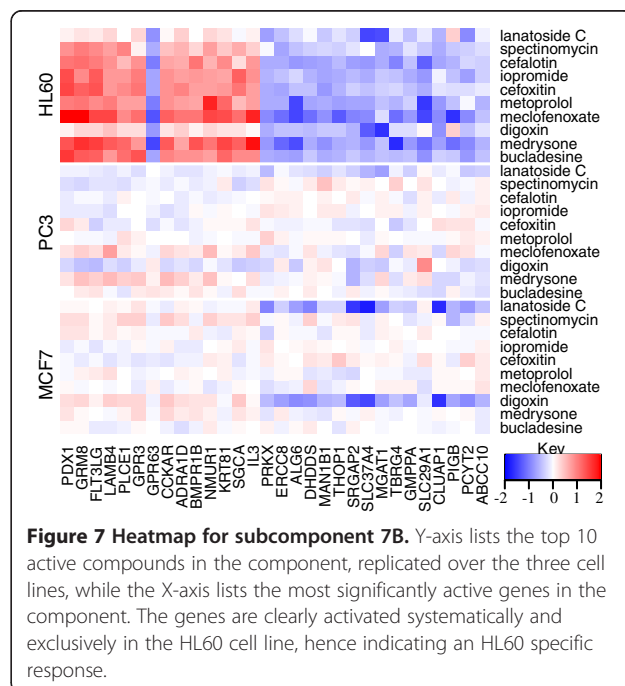 HL60
lanatoside C
spectinomycin
cefalotin
iopromide
cefoxitin
metoprolol
meclofenoxate
digoxin
medrysone
bucladesine
PC3
lanatoside C
spectinomycin
cefalotin
iopromide
cefoxitin
metoprolol
meclofenoxate
digoxin
medrysone
bucladesine
MCF7
lanatoside C
spectinomycin
cefalotin
iopromide
cefoxitin
metoprolol
meclofenoxate
digoxin
medrysone
bucladesine
PDX1
GRM8
FLT3LG
LAMB4
PLCE1
GPR3
GPR63
CCKAR
ADRA1D
BMPR1B
NMUR1
KRT81
SGCA
IL3
PRKX
ERCC8
ALG6
DHDDS
MAN1B1
THOP1
SRGAP2
SLC37A4
MGAT1
TBRG4
GMPPA
SLC29A1
CLUAP1
PIGB
PCYT2
ABCC10
Key
-2 0 1 2
Figure 7 Heatmap for subcomponent 7B. Y-axis lists the top 10
active compounds in the component, replicated over the three cell
lines, while the X-axis lists the most significantly active genes in the
component. The genes are clearly activated systematically and
exclusively in the HL60 cell line, hence indicating an HL60 specific
response.